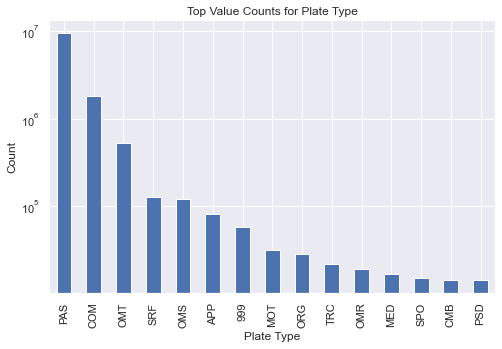 Top Value Counts for Plate Type
10^7
10^6
10^5
Count
PAS COM OMT SRF OMS APP 999 MOT ORG TRC OMR MED SPO CMB PSD
Plate Type